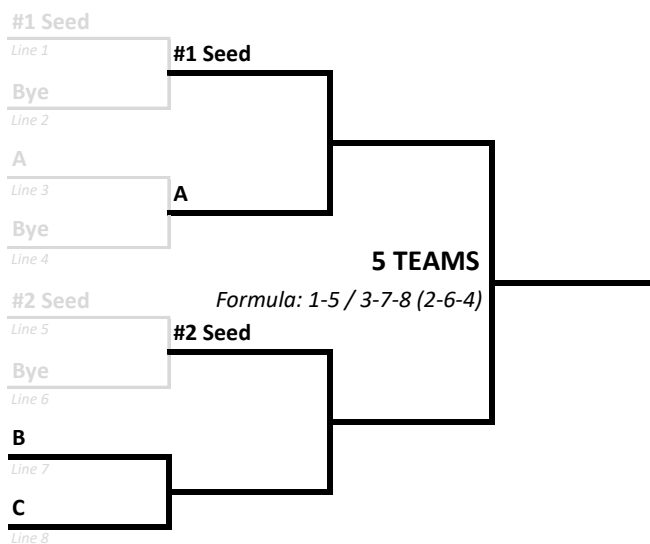 #1 Seed
Line 1
#1 Seed
Bye
Line 2
A
Line 3
A
Bye
Line 4
5 TEAMS
Formula: 1-5 / 3-7-8 (2-6-4)
#2 Seed
Line 5
#2 Seed
Bye
Line 6
B
Line 7
C
Line 8